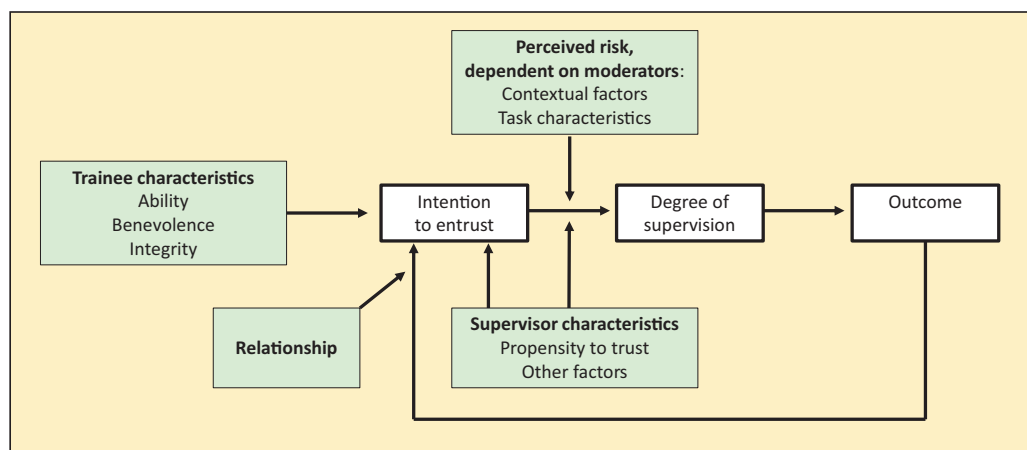 Perceived risk,
dependent on moderators:
Contextual factors
Task characteristics
Trainee characteristics
Ability
Benevolence
Integrity
Intention
to entrust
Degree of
supervision
Outcome
Relationship
Supervisor characteristics
Propensity to trust
Other factors